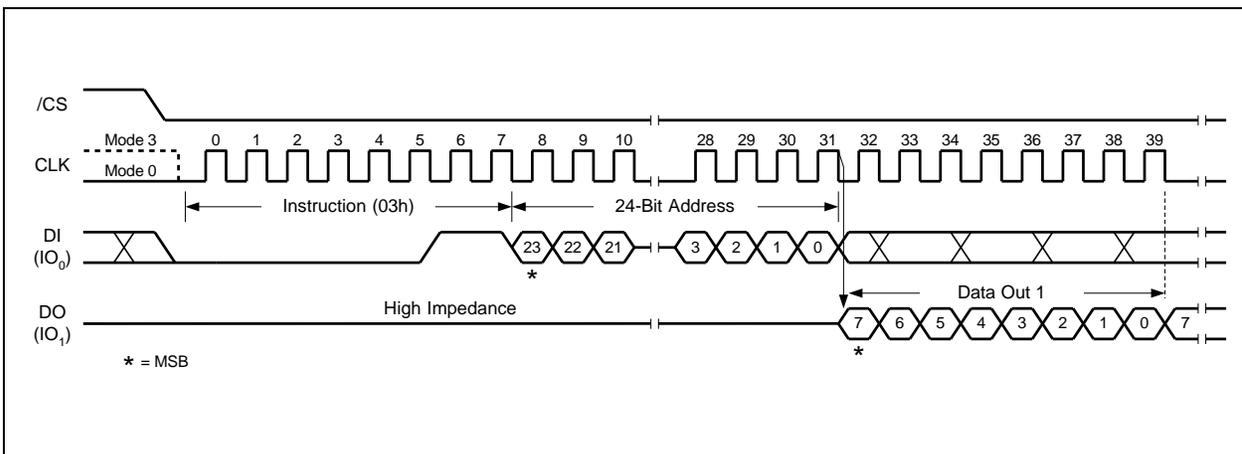 /CS
Mode 3
0 1 2 3 4 5 6 7 8 9 10 28 29 30 31 32 33 34 35 36 37 38 39
CLK
Mode 0
Instruction (03h) 24-Bit Address
DI
(IO0)
23 22 21 3 2 1 0
*
Data Out 1
High Impedance
DO
(IO1)
7 6 5 4 3 2 1 0 7
*
* = MSB